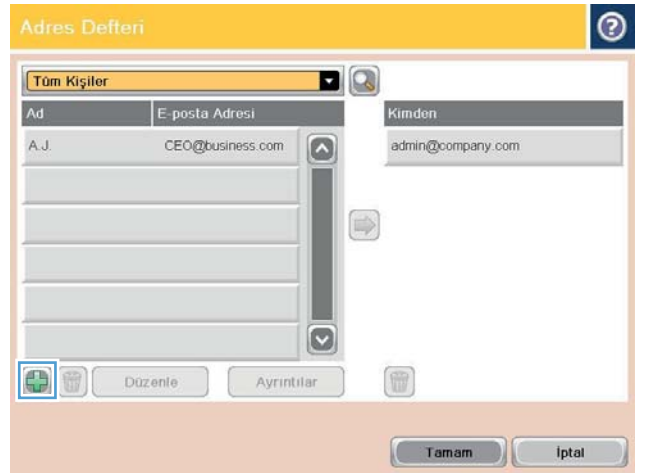 Adres Defteri
?
Tüm Kişiler
Ad E-posta Adresi Kimden
A.J. CEO@business.com admin@company.com
Düzenle Ayrıntılar
Tamam İptal